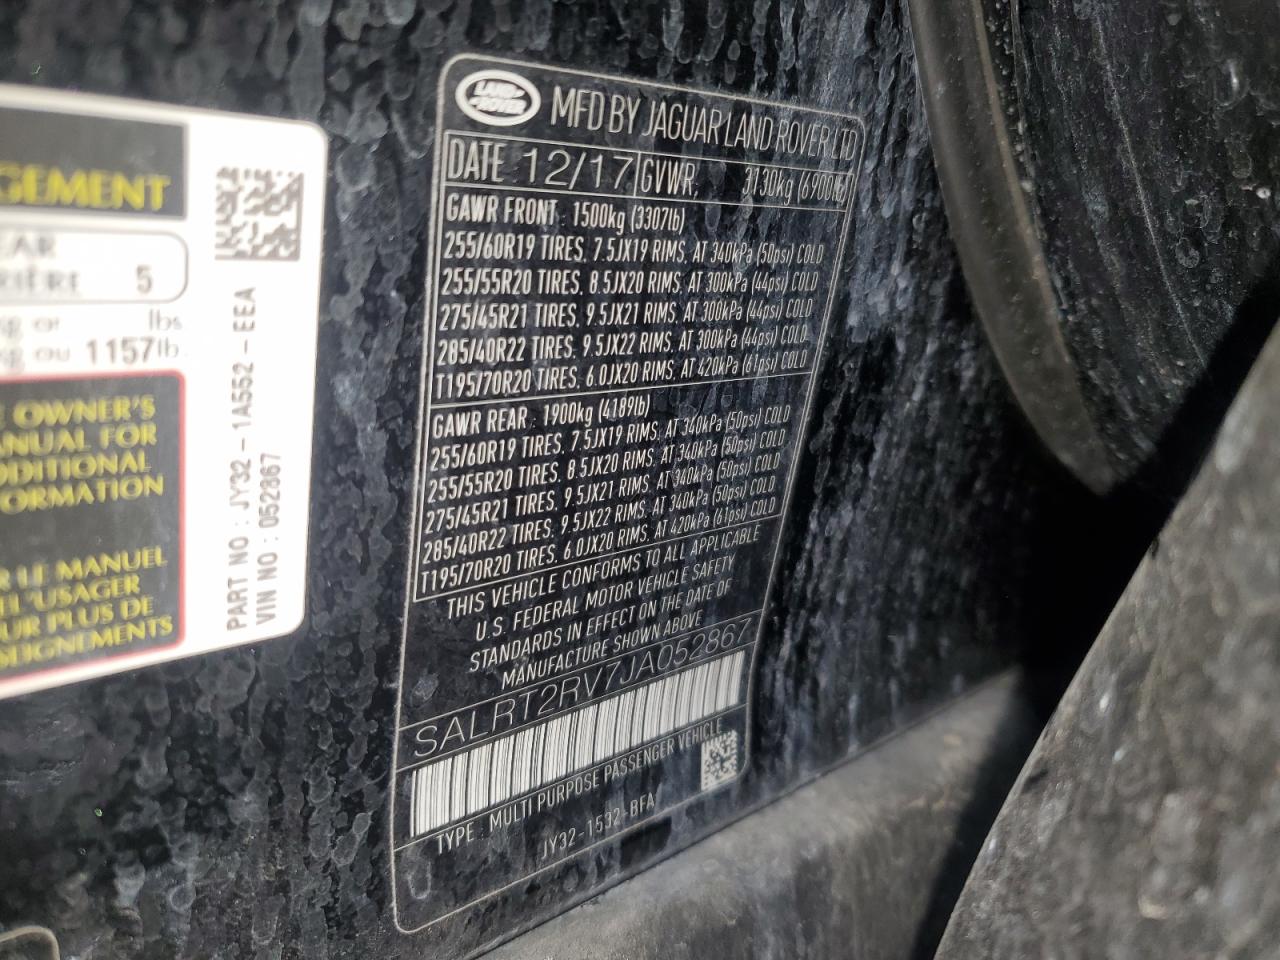 GEMENT
EAR
5
lbs
ou 1157lb.
OWNER'S
ANUAL FOR
DDITIONAL
FORMATION
LE MANUEL
L'USAGER
UR PLUS DE
SEIGNEMENTS
PART NO : JY32 - 1A552 - EEA
VIN NO : 052867
LAND ROVER
MFD BY JAGUAR LAND ROVER LTD
DATE 12/17 GVWR, 3130kg (6900lb)
GAWR FRONT : 1500kg (3307lb)
255/60R19 TIRES, 7.5JX19 RIMS, AT 340kPa (50psi) COLD
255/55R20 TIRES, 8.5JX20 RIMS, AT 300kPa (44psi) COLD
275/45R21 TIRES, 9.5JX21 RIMS, AT 300kPa (44psi) COLD
285/40R22 TIRES, 9.5JX22 RIMS, AT 300kPa (44psi) COLD
T195/70R20 TIRES, 6.0JX20 RIMS, AT 420kPa (61psi) COLD
GAWR REAR : 1900kg (4189lb)
255/60R19 TIRES, 7.5JX19 RIMS, AT 340kPa (50psi) COLD
255/55R20 TIRES, 8.5JX20 RIMS, AT 340kPa (50psi) COLD
275/45R21 TIRES, 9.5JX21 RIMS, AT 340kPa (50psi) COLD
285/40R22 TIRES, 9.5JX22 RIMS, AT 340kPa (50psi) COLD
T195/70R20 TIRES, 6.0JX20 RIMS, AT 420kPa (61psi) COLD
THIS VEHICLE CONFORMS TO ALL APPLICABLE
U.S. FEDERAL MOTOR VEHICLE SAFETY
STANDARDS IN EFFECT ON THE DATE OF
MANUFACTURE SHOWN ABOVE
SALRT2RV7JA052867
TYPE : MULTI PURPOSE PASSENGER VEHICLE
JY32-1532-BFA